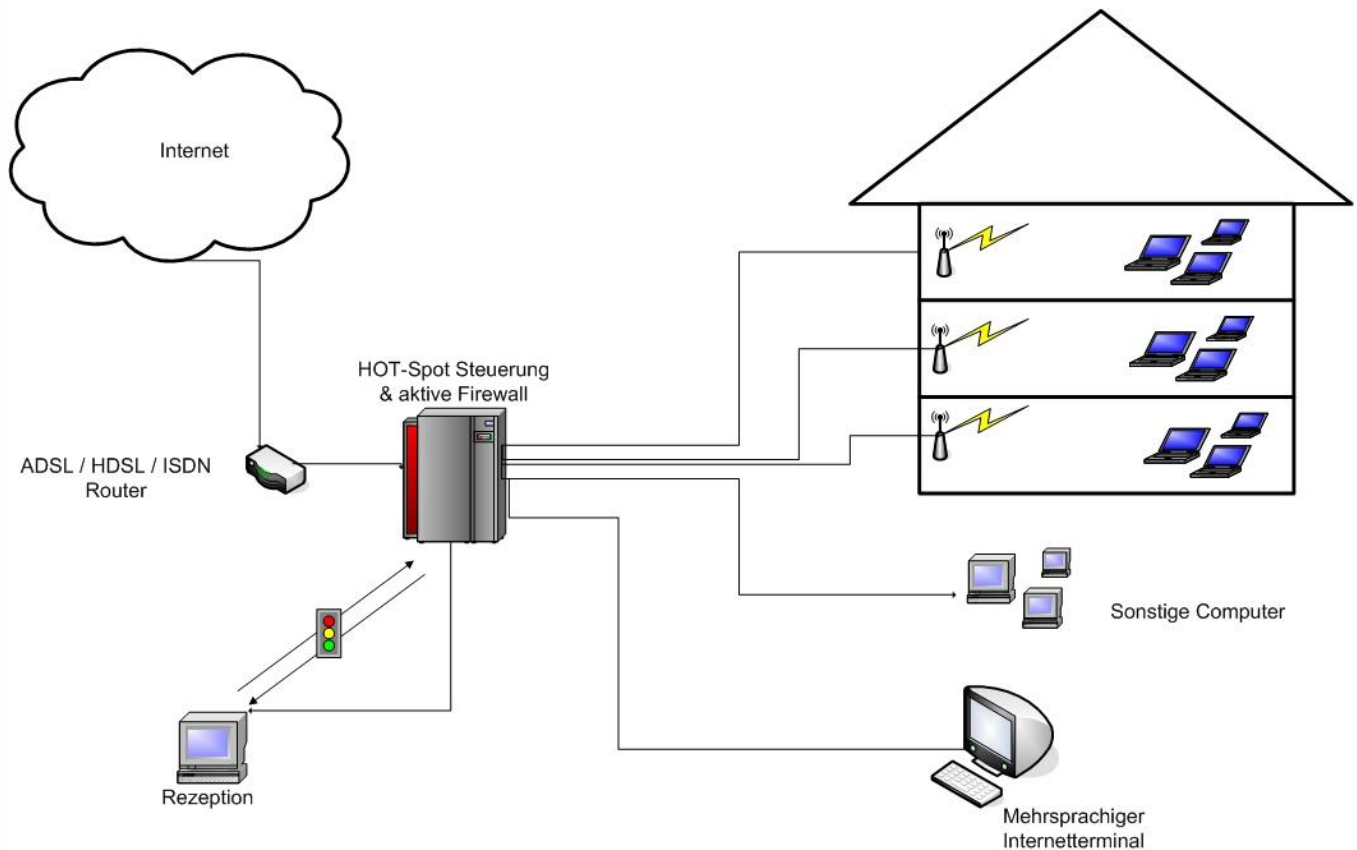 Internet
HOT-Spot Steuerung
& aktive Firewall
ADSL / HDSL / ISDN
Router
Sonstige Computer
Rezeption
Mehrsprachiger
Internetterminal